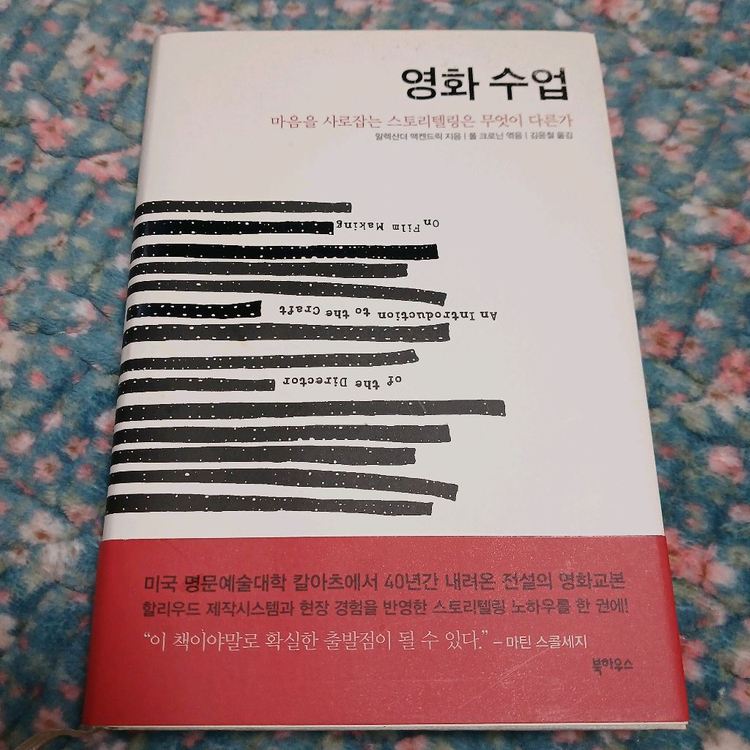 영화 수업
마음을 사로잡는 스토리텔링은 무엇이 다른가
알렉산더 맥켄드릭 지음 | 폴 크로닌 엮음 | 김윤철 옮김
On Film Making
An Introduction to the Craft
of the Director
미국 명문예술대학 칼아츠에서 40년간 내려온 전설의 영화교본
할리우드 제작시스템과 현장 경험을 반영한 스토리텔링 노하우를 한 권에!
“이 책이야말로 확실한 출발점이 될 수 있다.” – 마틴 스콜세지
북하우스